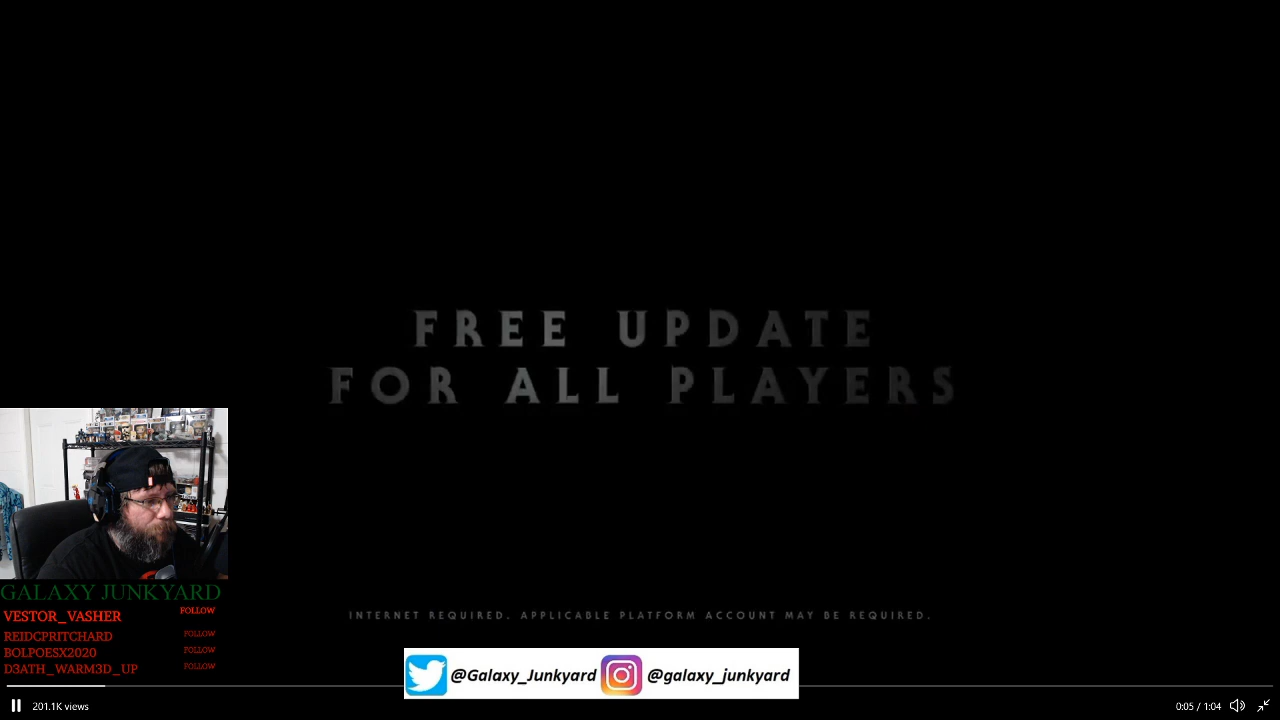 FREE UPDATE
FOR ALL PLAYERS
GALAXY JUNKYARD
VESTOR_VASHER FOLLOW
REIDCPRITCHARD FOLLOW
BOLPOESX2020 FOLLOW
D3ATH_WARM3D_UP FOLLOW
INTERNET REQUIRED. APPLICABLE PLATFORM ACCOUNT MAY BE REQUIRED.
@Galaxy_Junkyard @galaxy_junkyard
201.1K views 0:05 / 1:04